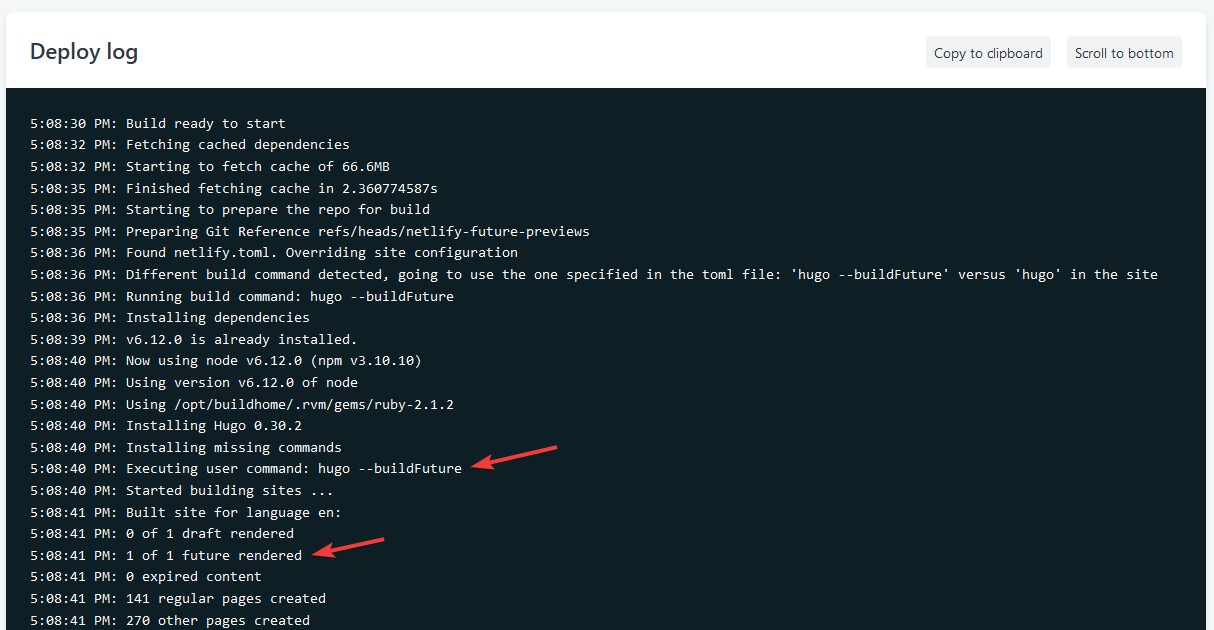 Deploy log
Copy to clipboard
Scroll to bottom
5:08:30 PM: Build ready to start
5:08:32 PM: Fetching cached dependencies
5:08:32 PM: Starting to fetch cache of 66.6MB
5:08:35 PM: Finished fetching cache in 2.360774587s
5:08:35 PM: Starting to prepare the repo for build
5:08:35 PM: Preparing Git Reference refs/heads/netlify-future-previews
5:08:36 PM: Found netlify.toml. Overriding site configuration
5:08:36 PM: Different build command detected, going to use the one specified in the toml file: 'hugo --buildFuture' versus 'hugo' in the site
5:08:36 PM: Running build command: hugo --buildFuture
5:08:36 PM: Installing dependencies
5:08:39 PM: v6.12.0 is already installed.
5:08:40 PM: Now using node v6.12.0 (npm v3.10.10)
5:08:40 PM: Using version v6.12.0 of node
5:08:40 PM: Using /opt/buildhome/.rvm/gems/ruby-2.1.2
5:08:40 PM: Installing Hugo 0.30.2
5:08:40 PM: Installing missing commands
5:08:40 PM: Executing user command: hugo --buildFuture
5:08:40 PM: Started building sites ...
5:08:41 PM: Built site for language en:
5:08:41 PM: 0 of 1 draft rendered
5:08:41 PM: 1 of 1 future rendered
5:08:41 PM: 0 expired content
5:08:41 PM: 141 regular pages created
5:08:41 PM: 270 other pages created